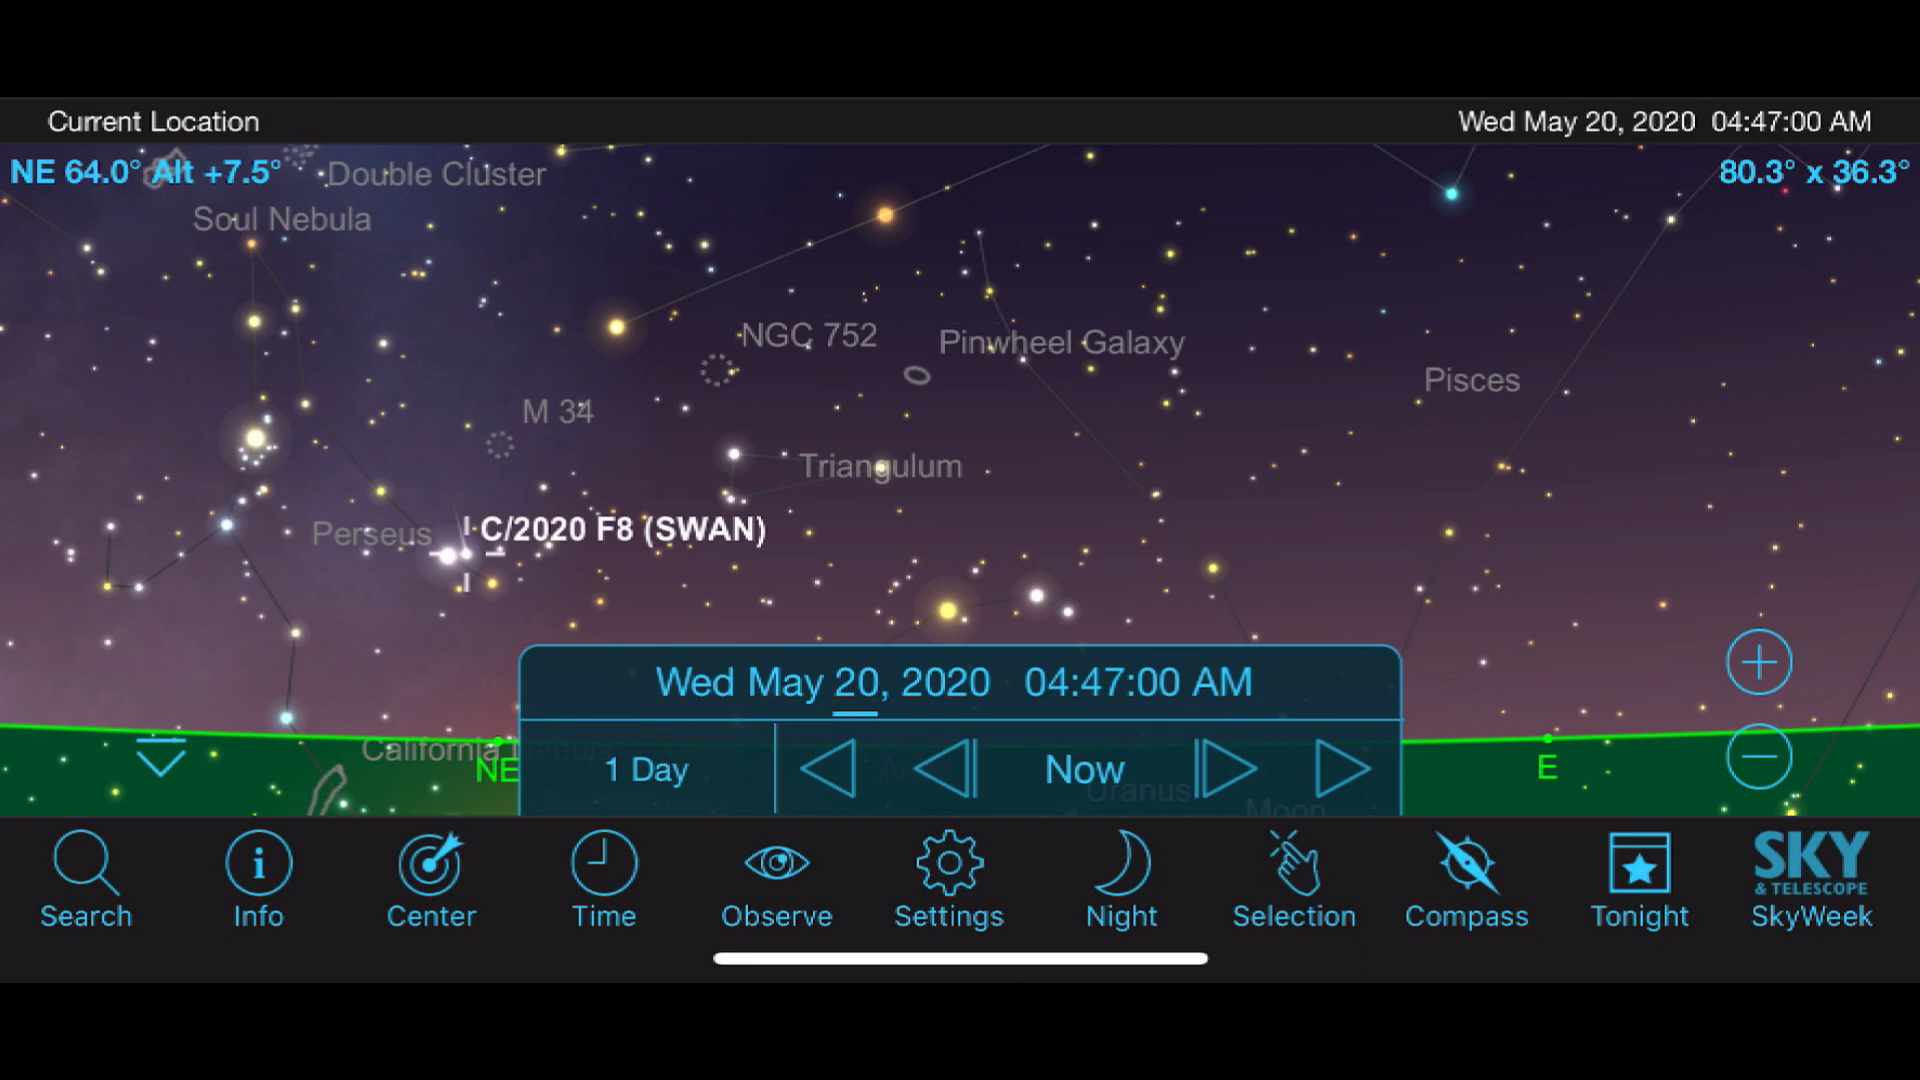 Current Location
Wed May 20, 2020 04:47:00 AM
NE 64.0° Alt +7.5°
80.3° x 36.3°
Double Cluster
Soul Nebula
NGC 752
Pinwheel Galaxy
Pisces
M 34
Triangulum
Perseus
C/2020 F8 (SWAN)
Wed May 20, 2020 04:47:00 AM
California Nebula
NE
1 Day
Now
E
Uranus
Moon
Search
Info
Center
Time
Observe
Settings
Night
Selection
Compass
Tonight
SKY
& TELESCOPE
SkyWeek